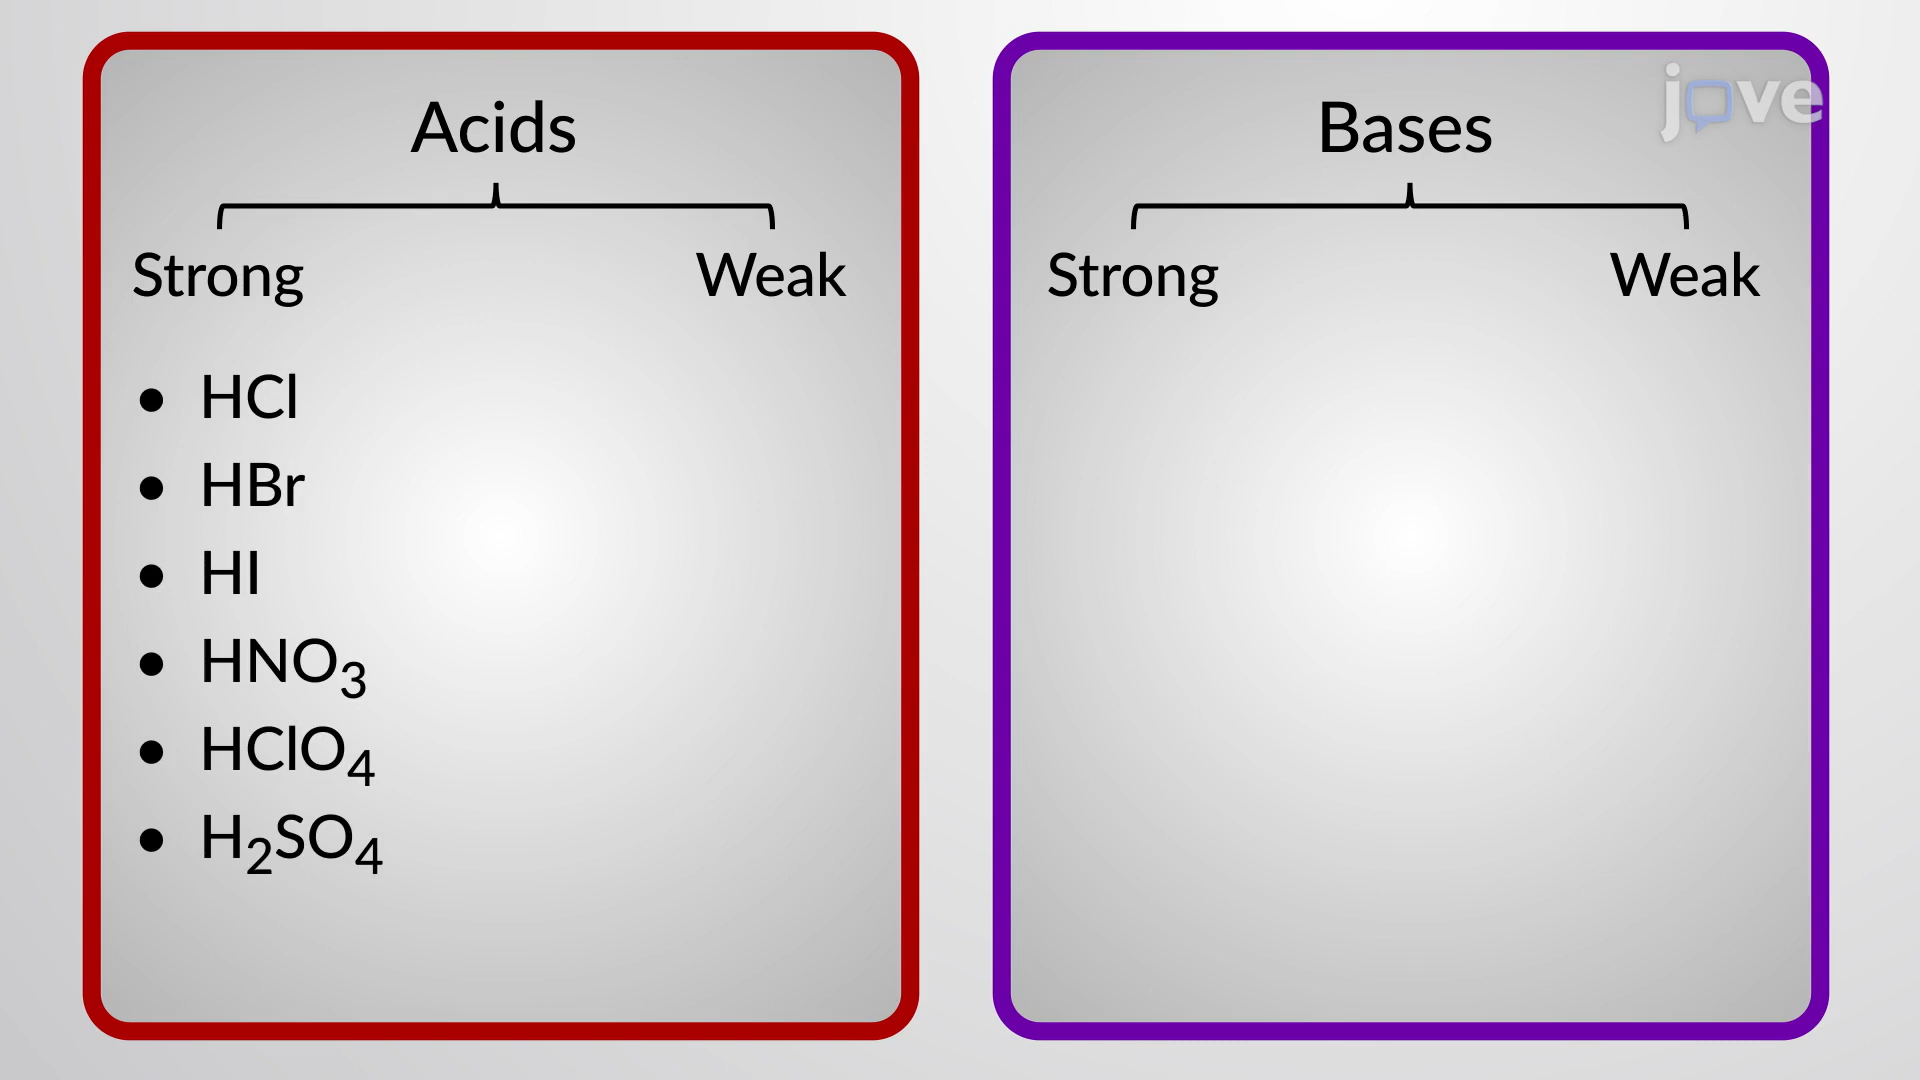 Acids
Strong Weak
• HCl
• HBr
• HI
• HNO₃
• HClO₄
• H₂SO₄
Bases
Strong Weak
jove